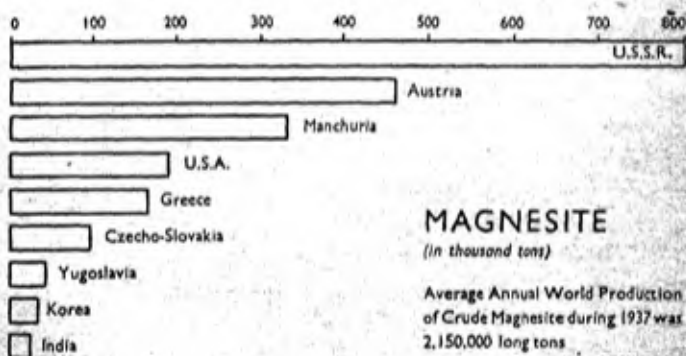 0 100 200 300 400 500 600 700 800
U.S.S.R.
Austria
Manchuria
U.S.A.
Greece
Czecho-Slovakia
Yugoslavia
Korea
India
MAGNESITE
(in thousand tons)
Average Annual World Production
of Crude Magnesite during 1937 was
2,150,000 long tons